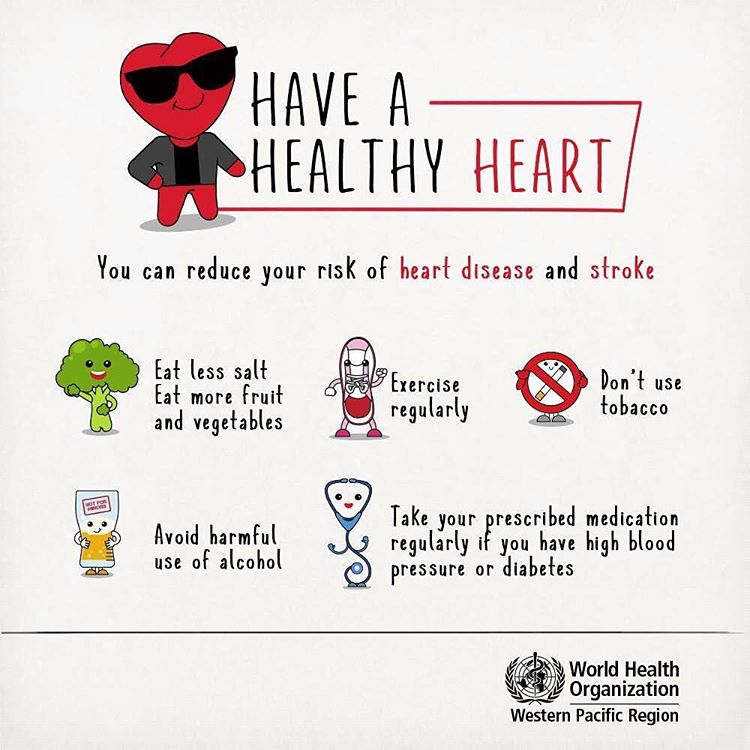 HAVE A
HEALTHY HEART
You can reduce your risk of heart disease and stroke
Eat less salt
Eat more fruit
and vegetables
Exercise
regularly
Don't use
tobacco
NOT FOR
MINORS
Avoid harmful
use of alcohol
Take your prescribed medication
regularly if you have high blood
pressure or diabetes
World Health
Organization
Western Pacific Region